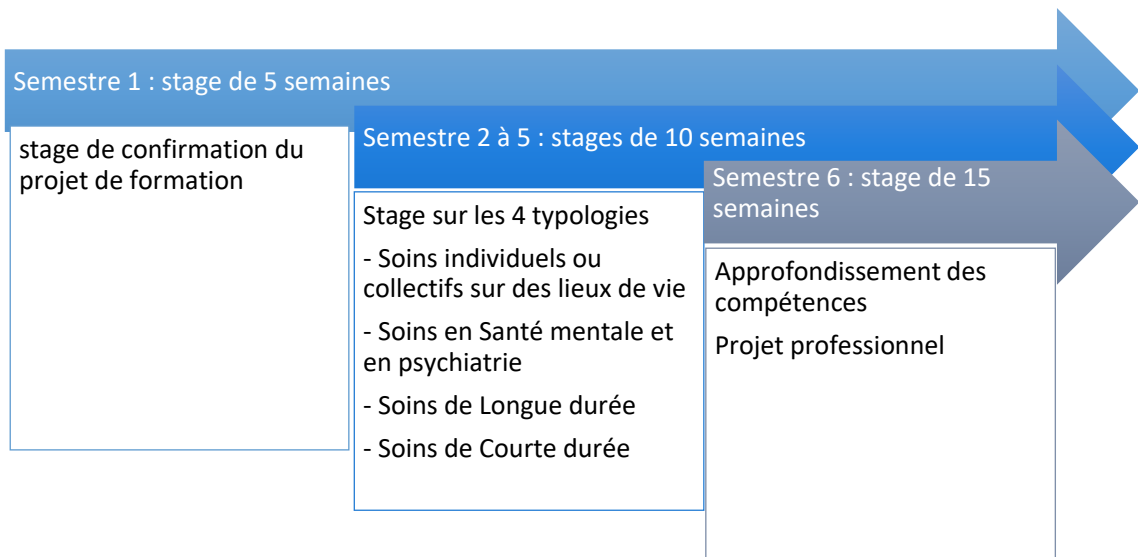 Semestre 1 : stage de 5 semaines
stage de confirmation du
projet de formation
Semestre 2 à 5 : stages de 10 semaines
Stage sur les 4 typologies
- Soins individuels ou
collectifs sur des lieux de vie
- Soins en Santé mentale et
en psychiatrie
- Soins de Longue durée
- Soins de Courte durée
Semestre 6 : stage de 15
semaines
Approfondissement des
compétences
Projet professionnel